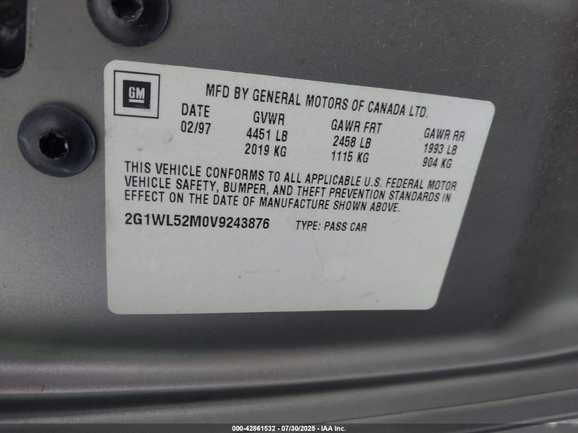 GM
MFD BY GENERAL MOTORS OF CANADA LTD.
DATE GVWR GAWR FRT GAWR RR
02/97 4451 LB 2458 LB 1993 LB
2019 KG 1115 KG 904 KG
THIS VEHICLE CONFORMS TO ALL APPLICABLE U.S. FEDERAL MOTOR
VEHICLE SAFETY, BUMPER, AND THEFT PREVENTION STANDARDS IN
EFFECT ON THE DATE OF MANUFACTURE SHOWN ABOVE.
2G1WL52M0V9243876 TYPE: PASS CAR
000-42861532 - 07/30/2025 - IAA Inc. -